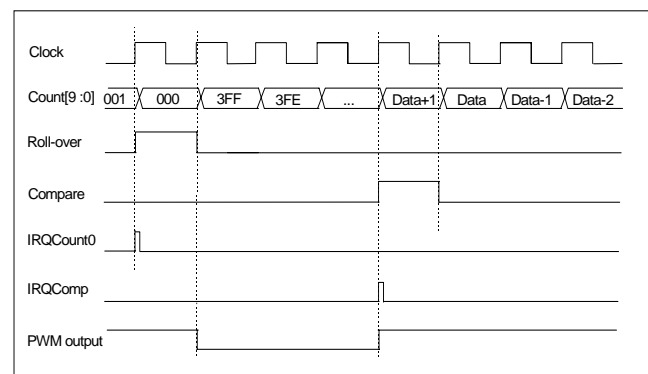 Clock
Count[9 :0] 001 000 3FF 3FE ... Data+1 Data Data-1 Data-2
Roll-over
Compare
IRQCount0
IRQComp
PWM output